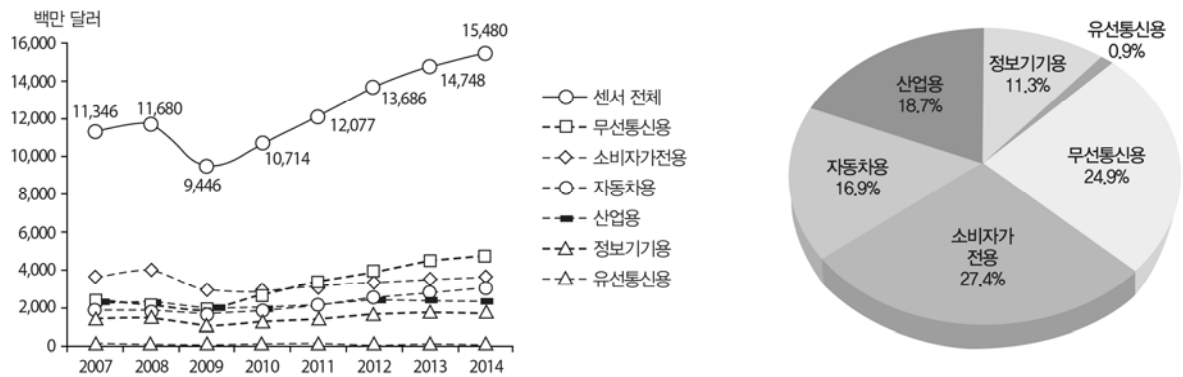 백만 달러
16,000
14,000
12,000
10,000
8,000
6,000
4,000
2,000
0
11,346
11,680
9,446
10,714
12,077
13,686
14,748
15,480
2007 2008 2009 2010 2011 2012 2013 2014
센서 전체
무선통신용
소비자가전용
자동차용
산업용
정보기기용
유선통신용
유선통신용
0.9%
정보기기용
11.3%
산업용
18.7%
무선통신용
24.9%
자동차용
16.9%
소비자가
전용
27.4%